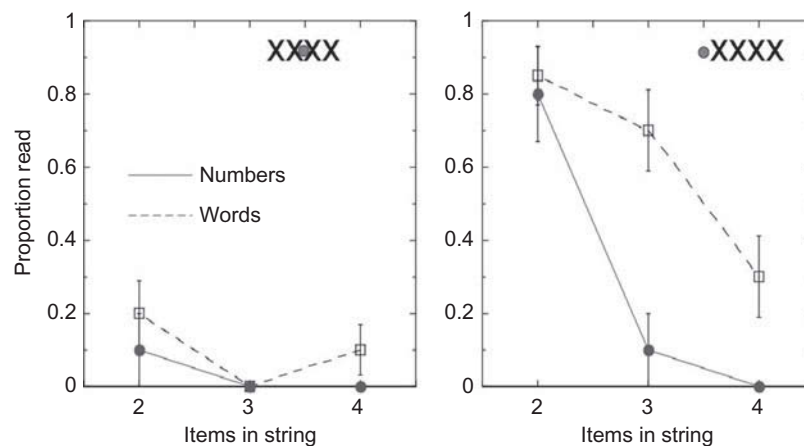 Proportion read
1
0.8
0.6
0.4
0.2
0
XXXX
Numbers
Words
2 3 4
Items in string
1
0.8
0.6
0.4
0.2
0
XXXX
2 3 4
Items in string